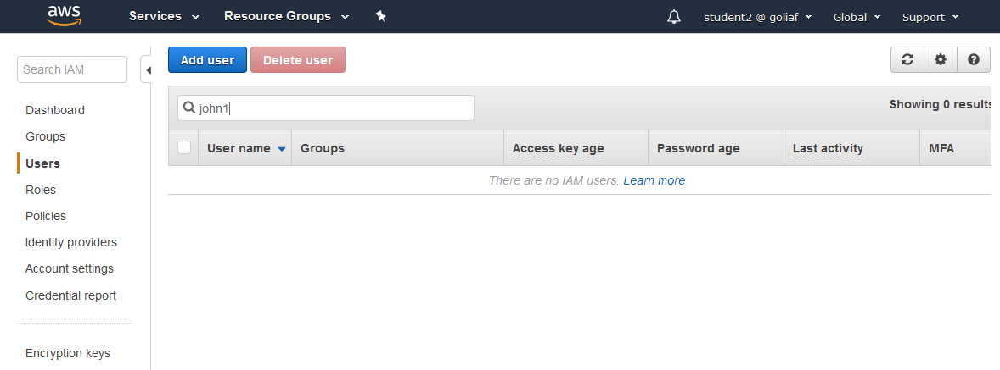 aws Services Resource Groups student2 @ goliaf Global Support
Add user Delete user
Search IAM
john1
Showing 0 results
Dashboard
Groups
Users
Roles
Policies
Identity providers
Account settings
Credential report
Encryption keys
User name Groups Access key age Password age Last activity MFA
There are no IAM users. Learn more